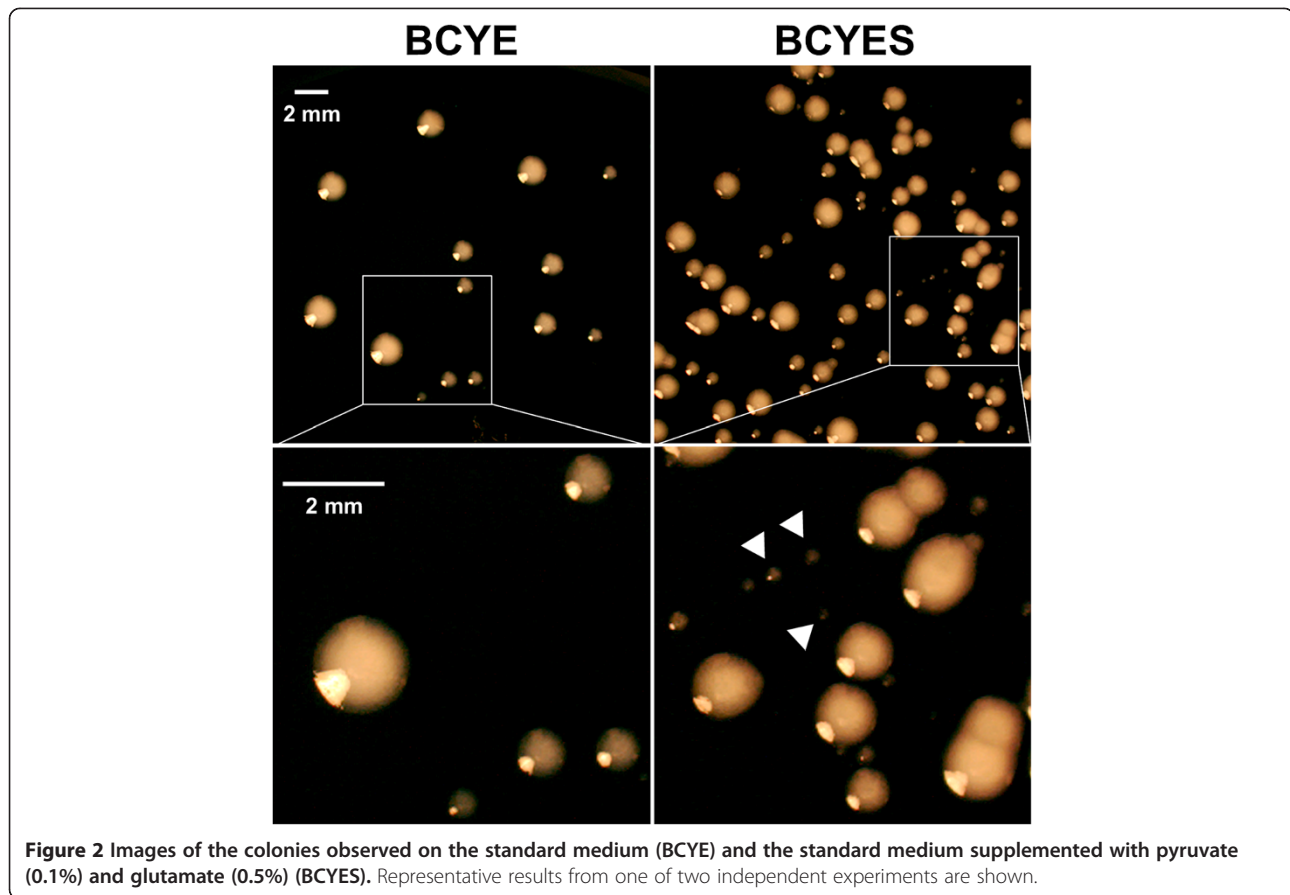 BCYE
BCYES
2 mm
2 mm
Figure 2 Images of the colonies observed on the standard medium (BCYE) and the standard medium supplemented with pyruvate
(0.1%) and glutamate (0.5%) (BCYES). Representative results from one of two independent experiments are shown.